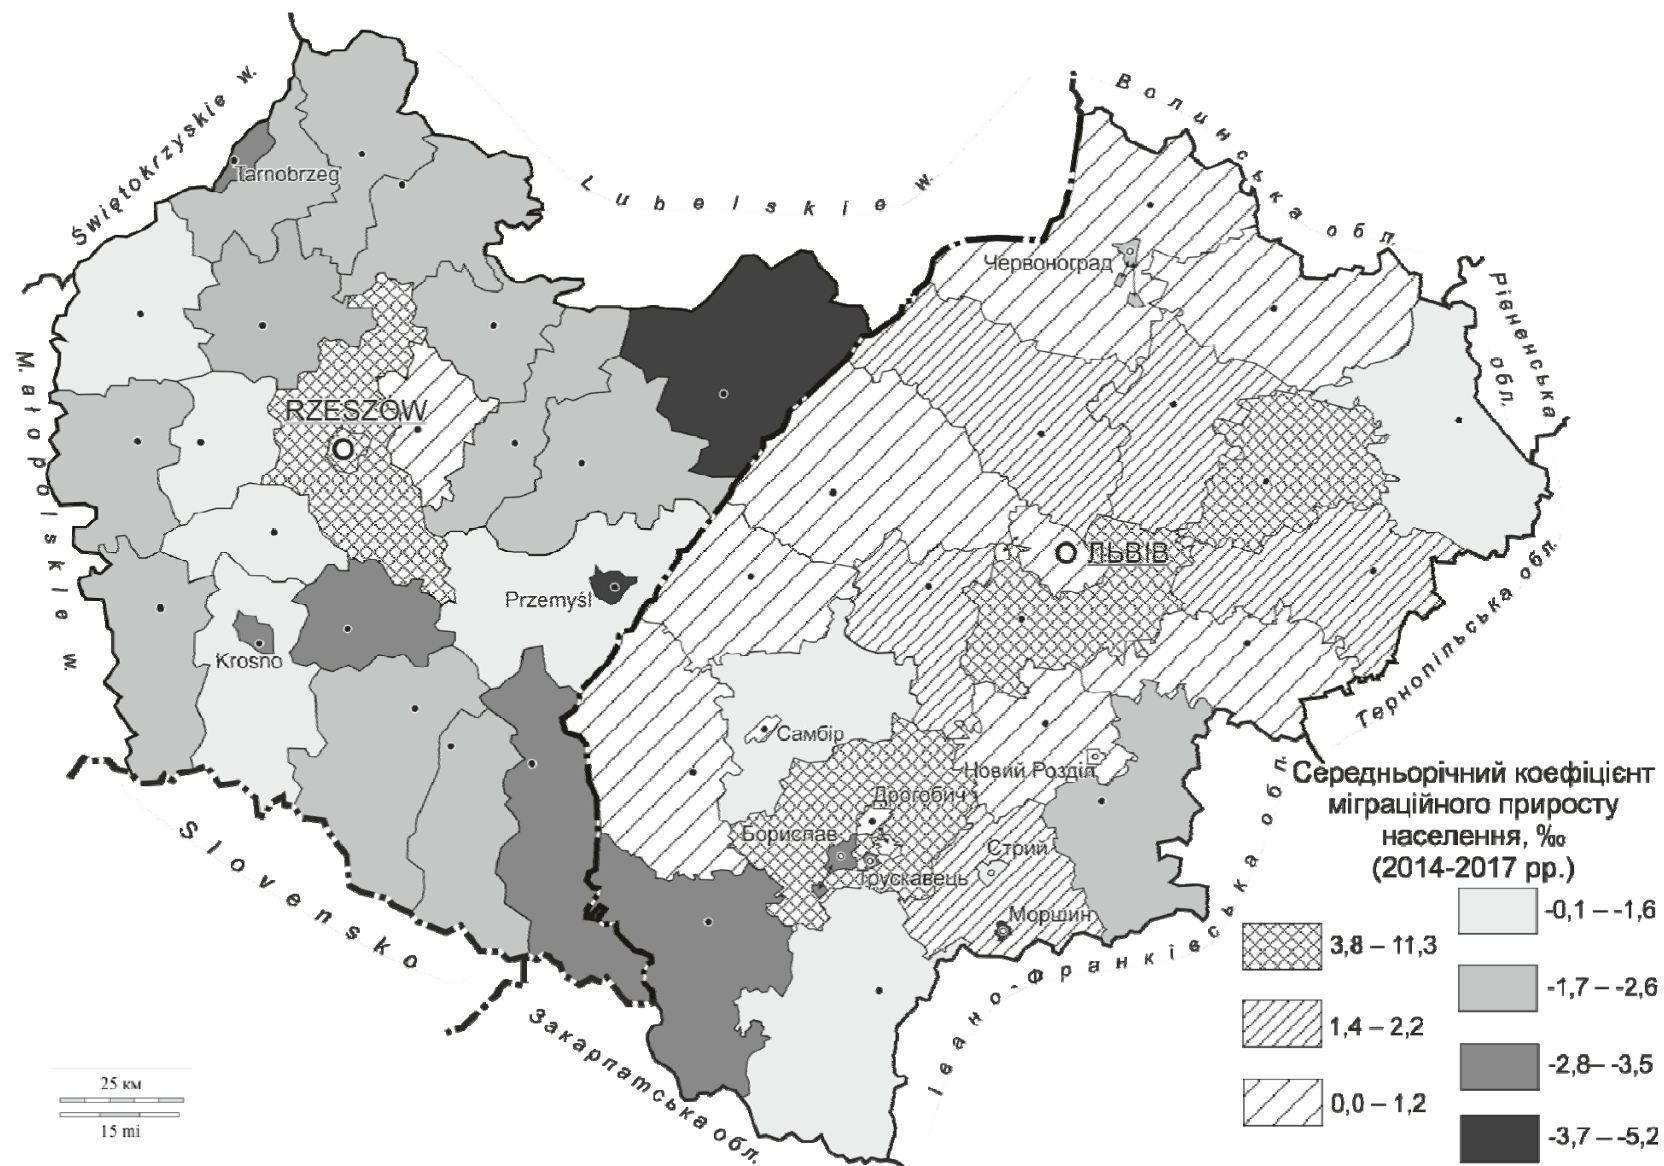 Świętokrzyskie w.
Lubelskie w.
Волинська обл.
Рівненська
обл.
Małopolskie w.
Tarnobrzeg
Червоноград
RZESZÓW
ЛЬВІВ
Przemyśl
Krosno
Самбір
Новий Розділ
Дрогобич
Борислав
Стрий
Трускавець
Моршин
Тернопільська обл.
Slovensko
Закарпатська обл.
Івано-Франківська обл.
Середньорічний коефіцієнт
міграційного приросту
населення, ‰
(2014-2017 рр.)
3,8 – 11,3
1,4 – 2,2
0,0 – 1,2
-0,1 – -1,6
-1,7 – -2,6
-2,8– -3,5
-3,7 – -5,2
25 км
15 mi